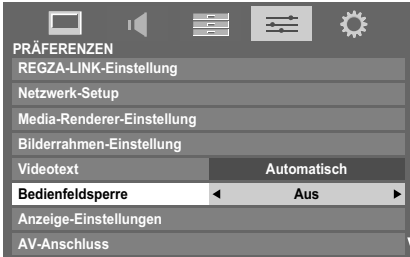 PRÄFERENZEN
REGZA-LINK-Einstellung
Netzwerk-Setup
Media-Renderer-Einstellung
Bilderrahmen-Einstellung
Videotext Automatisch
Bedienfeldsperre ◀ Aus ▶
Anzeige-Einstellungen
AV-Anschluss